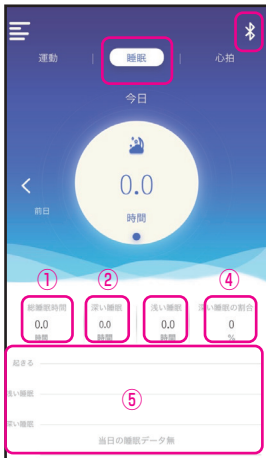 運動 | 睡眠 | 心拍
今日
0.0
前日
時間
① ② ④
総睡眠時間 深い睡眠 浅い睡眠 深い睡眠の割合
0.0 0.0 0.0 0
時間 時間 時間 %
起きる
浅い睡眠
⑤
深い睡眠
当日の睡眠データ無